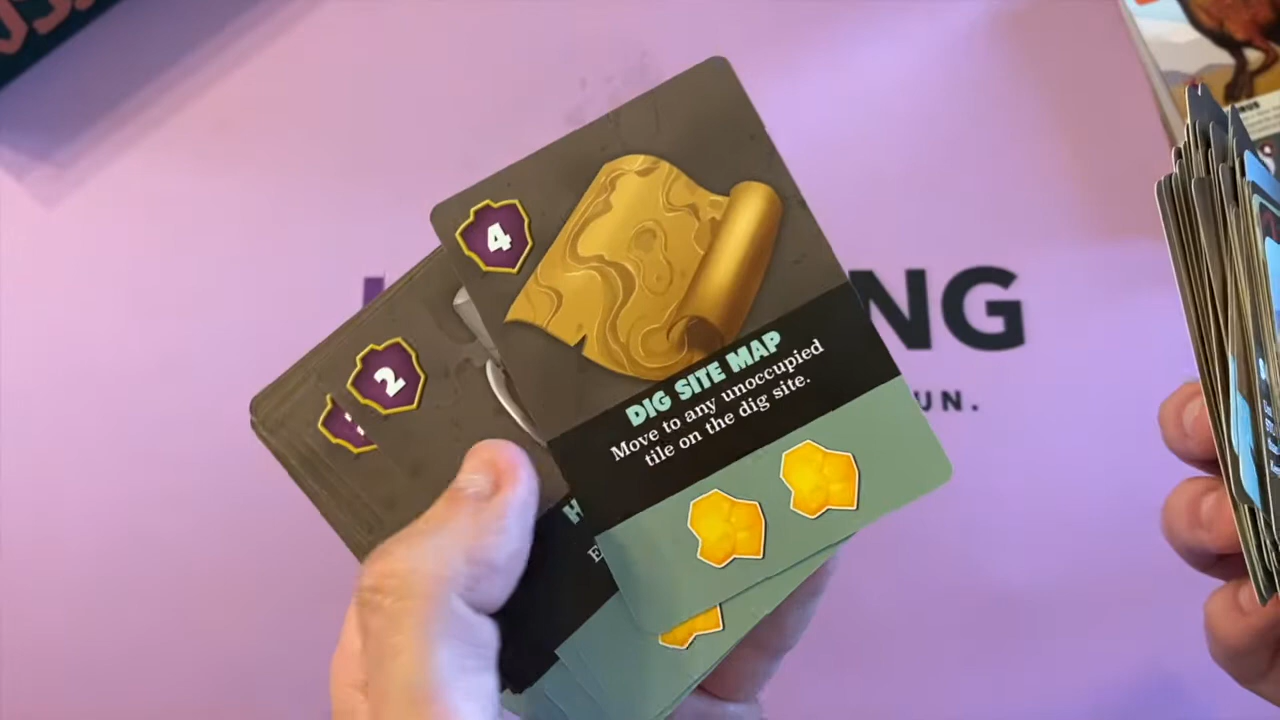 4
2
DIG SITE MAP
Move to any unoccupied
tile on the dig site.
NG
UN.